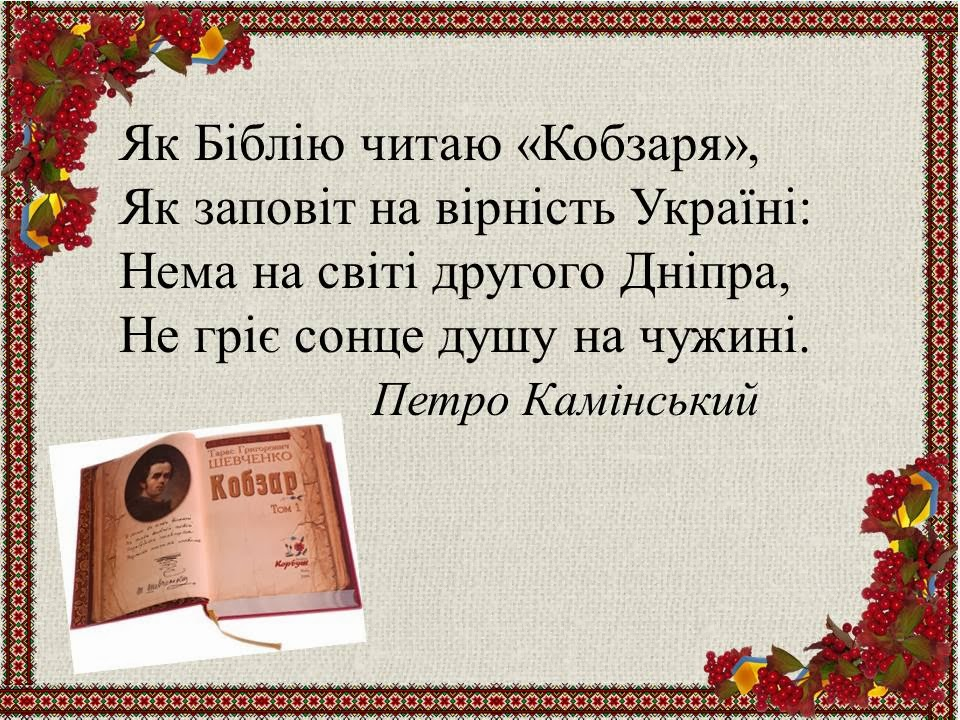 Як Біблію читаю «Кобзаря»,
Як заповіт на вірність Україні:
Нема на світі другого Дніпра,
Не гріє сонце душу на чужині.
Петро Камінський
Тарас Григорович
ШЕВЧЕНКО
Кобзар
Том 1
Корбуш